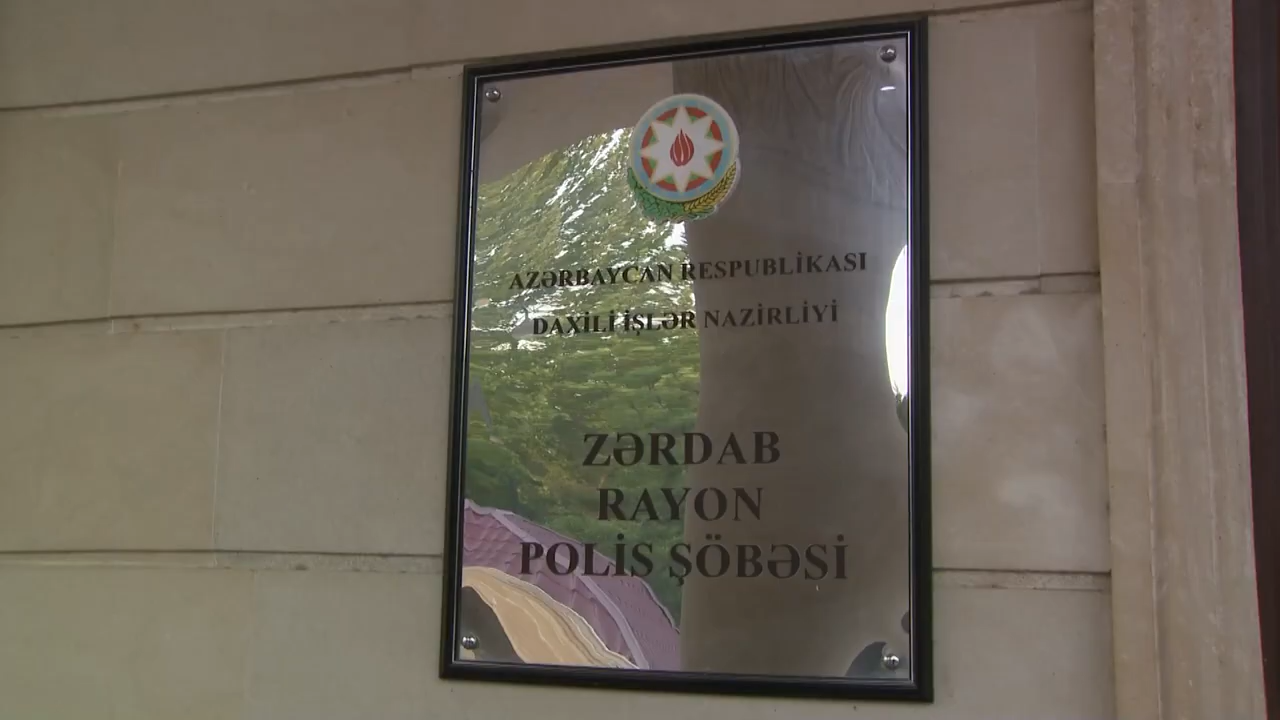 AZƏRBAYCAN RESPUBLİKASI
DAXİLİ İŞLƏR NAZİRLİYİ
ZƏRDAB
RAYON
POLİS ŞÖBƏSİ